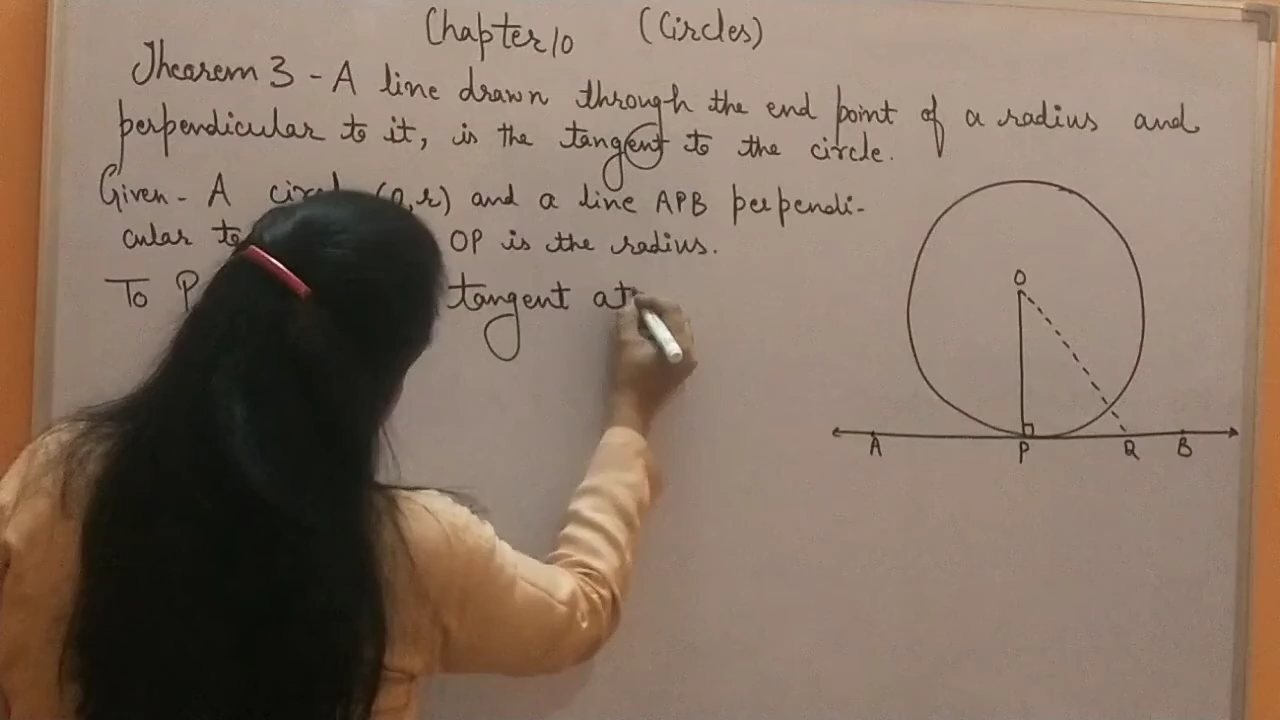 Chapter 10 (Circles)
Theorem 3 - A line drawn through the end point of a radius and
perpendicular to it, is the tangent to the circle.
Given - A (O,r) and a line APB perpendi-
cular OP is the radius.
To tangent at
O
A P Q B